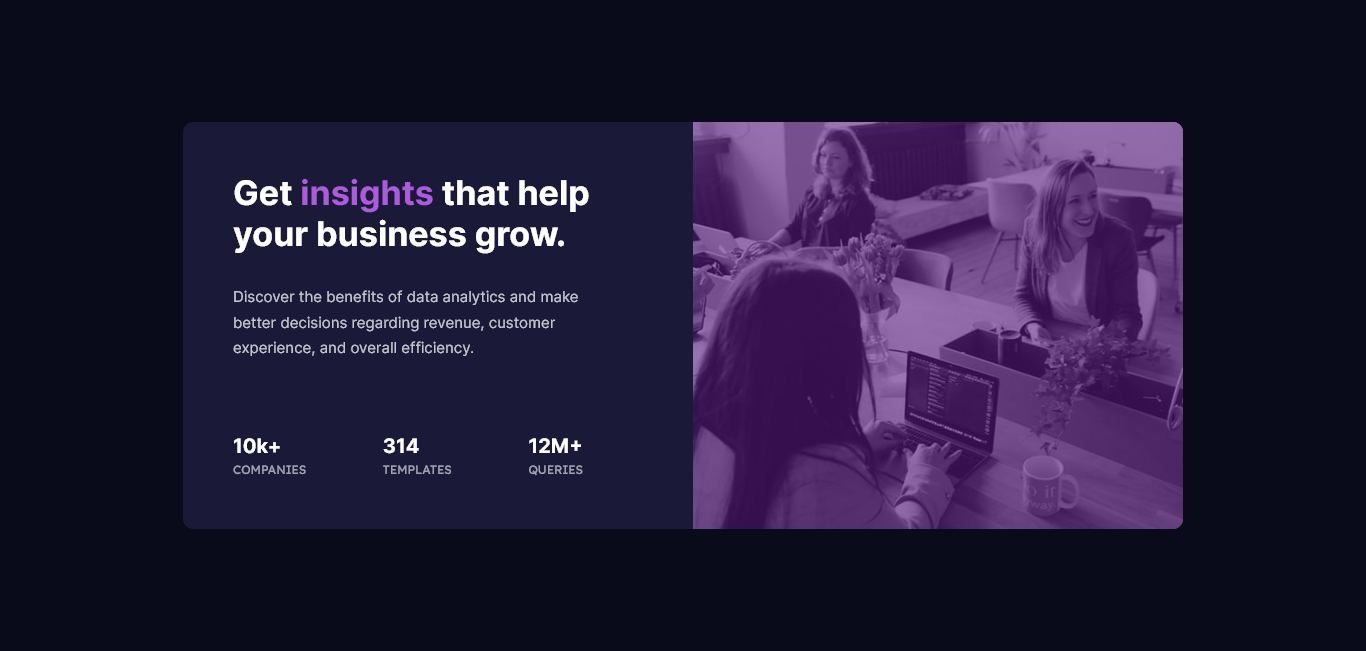 Get insights that help
your business grow.
Discover the benefits of data analytics and make
better decisions regarding revenue, customer
experience, and overall efficiency.
10k+ 314 12M+
COMPANIES TEMPLATES QUERIES